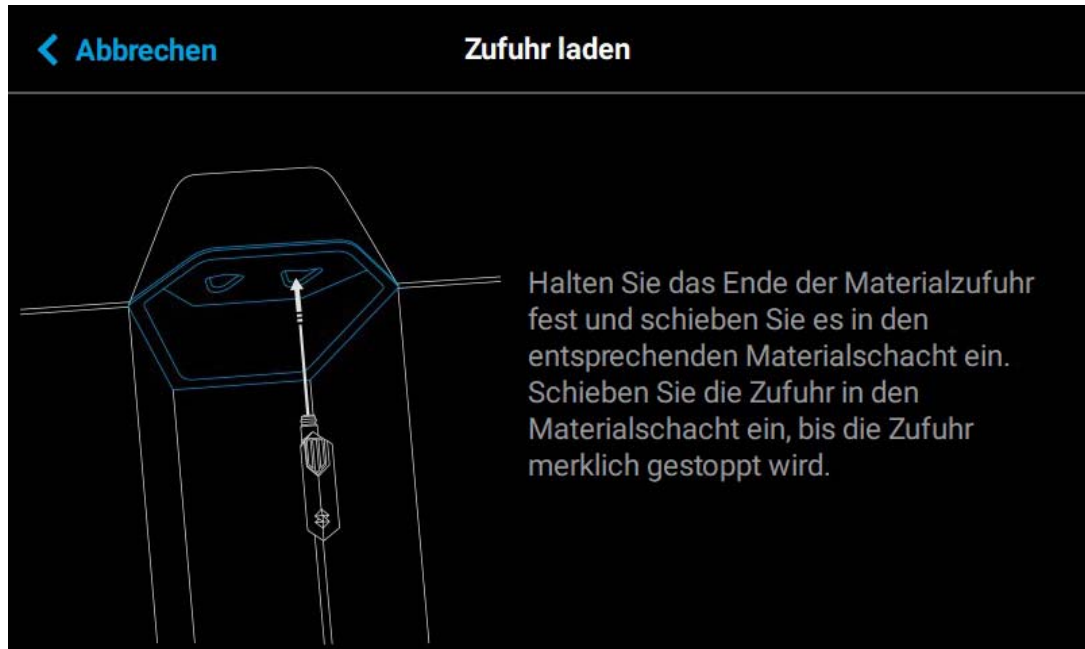 Abbrechen
Zufuhr laden
Halten Sie das Ende der Materialzufuhr
fest und schieben Sie es in den
entsprechenden Materialschacht ein.
Schieben Sie die Zufuhr in den
Materialschacht ein, bis die Zufuhr
merklich gestoppt wird.